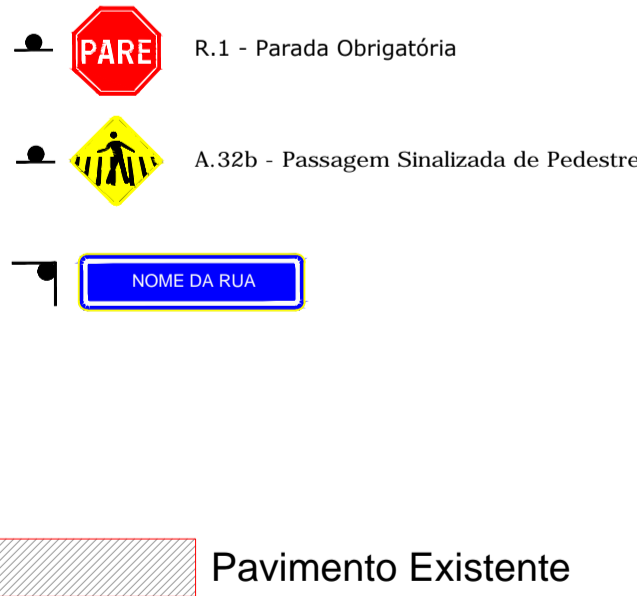 PARE
R.1 - Parada Obrigatória
A.32b - Passagem Sinalizada de Pedestre
NOME DA RUA
Pavimento Existente